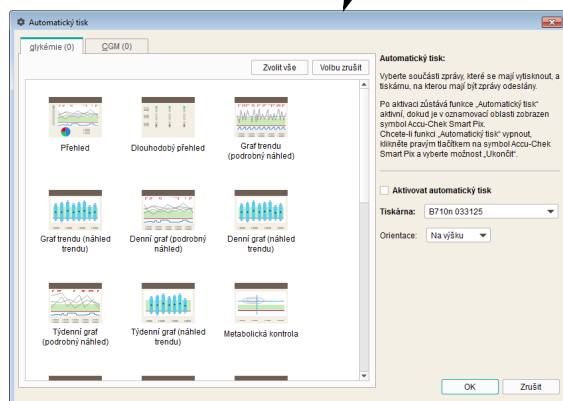 Automatický tisk
glykémie (0)
CGM (0)
Zvolit vše
Volbu zrušit
Přehled
Dlouhodobý přehled
Graf trendu
(podrobný náhled)
Graf trendu (náhled
trendu)
Denní graf (podrobný
náhled)
Denní graf (náhled
trendu)
Týdenní graf
(podrobný náhled)
Týdenní graf (náhled
trendu)
Metabolická kontrola
Automatický tisk:
Vyberte součásti zprávy, které se mají vytisknout, a
tiskárnu, na kterou mají být zprávy odeslány.
Po aktivaci zůstává funkce „Automatický tisk“
aktivní, dokud je v oznamovací oblasti zobrazen
symbol Accu-Chek Smart Pix.
Chcete-li funkci „Automatický tisk“ vypnout,
klikněte pravým tlačítkem na symbol Accu-Chek
Smart Pix a vyberte možnost „Ukončit“.
Aktivovat automatický tisk
Tiskárna: B710n 033125
Orientace: Na výšku
OK
Zrušit